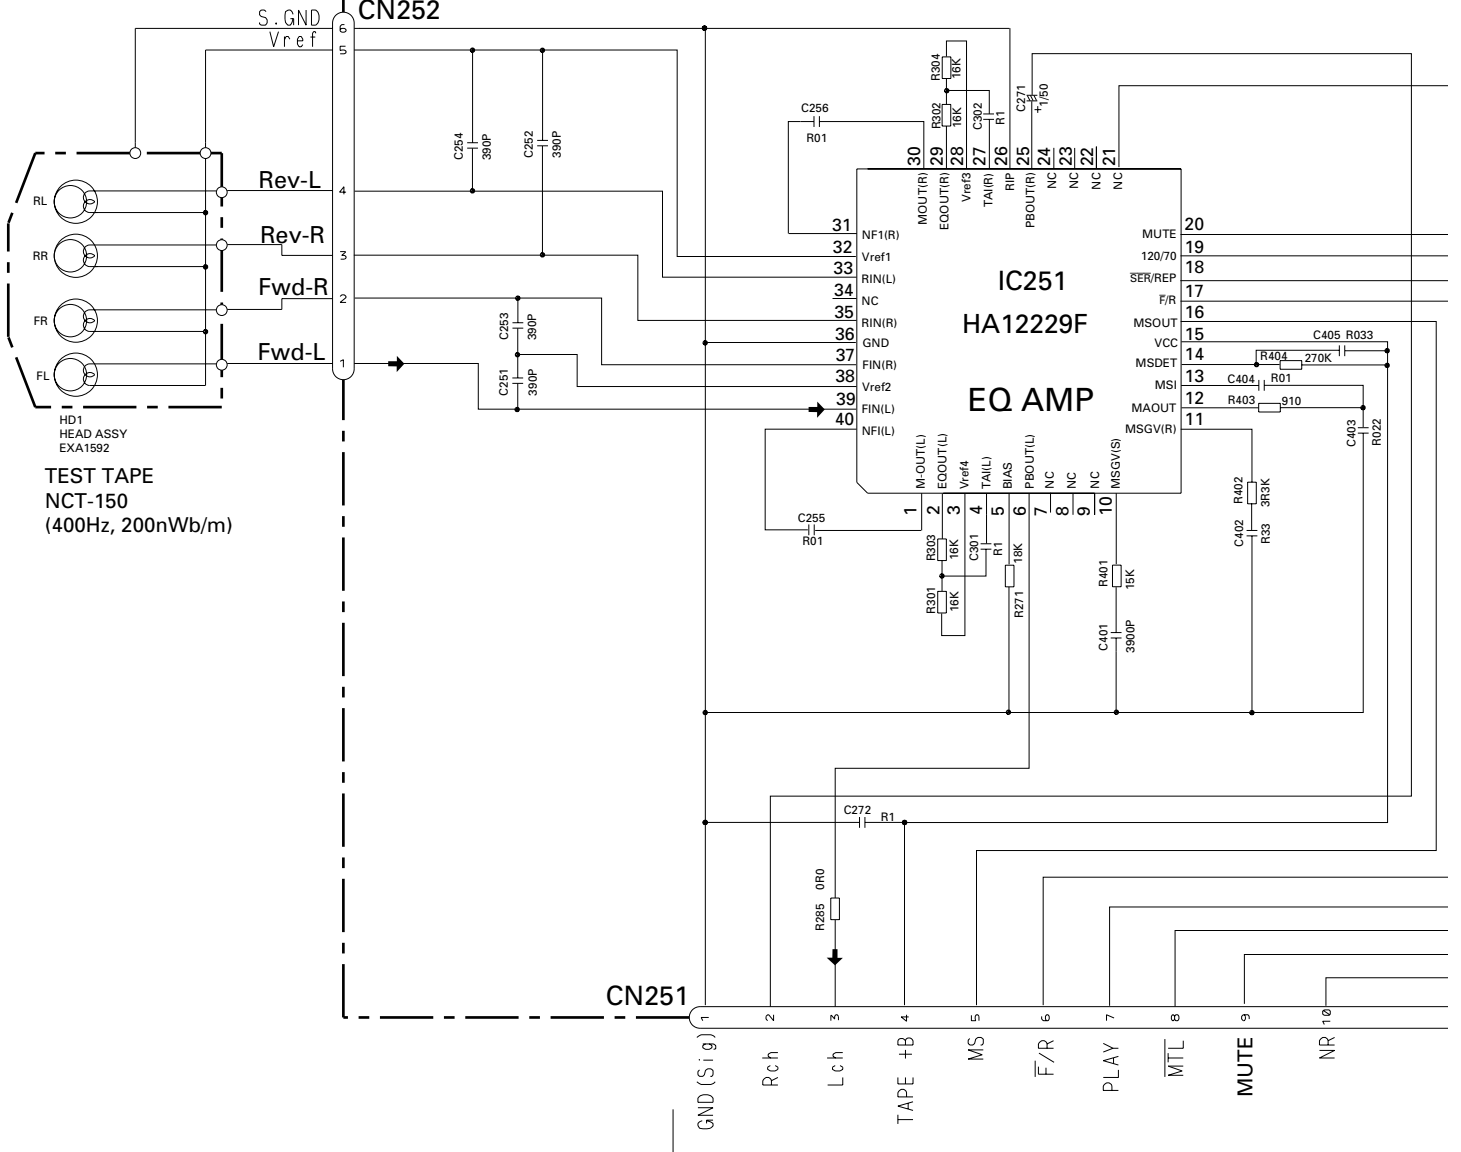 CN252
S.GND
Vref
6
5
4
3
2
1
Rev-L
Rev-R
Fwd-R
Fwd-L
RL
RR
FR
FL
HD1
HEAD ASSY
EXA1592
TEST TAPE
NCT-150
(400Hz, 200nWb/m)
C254
390P
C252
390P
C253
390P
C251
390P
C256
R01
R304
16K
R302
16K
C302
R1
C271
+1/50
30
29
28
27
26
25
24
23
22
21
MOUT(R)
EQOUT(R)
Vref3
TAI(R)
RIP
PBOUT(R)
NC
NC
NC
NC
31 NF1(R)
32 Vref1
33 RIN(L)
34 NC
35 RIN(R)
36 GND
37 FIN(R)
38 Vref2
39 FIN(L)
40 NFI(L)
IC251
HA12229F
EQ AMP
MUTE 20
120/70 19
S̅E̅R̅/REP 18
F̅/R 17
MSOUT 16
VCC 15
MSDET 14
MSI 13
MAOUT 12
MSGV(R) 11
C405 R033
R404 270K
C404 R01
R403 910
C403
R022
R402
3R3K
C402
R33
M-OUT(L)
EQOUT(L)
Vref4
TAI(L)
BIAS
PBOUT(L)
NC
NC
NC
MSGV(S)
1
2
3
4
5
6
7
8
9
10
C255
R01
R303
16K
C301
R1
R301
16K
18K
R271
R401
15K
C401
3900P
C272 R1
R285 0R0
CN251
1
2
3
4
5
6
7
8
9
10
GND(Sig)
Rch
Lch
TAPE +B
MS
F̅/R
PLAY
M̅T̅L̅
MUTE
NR